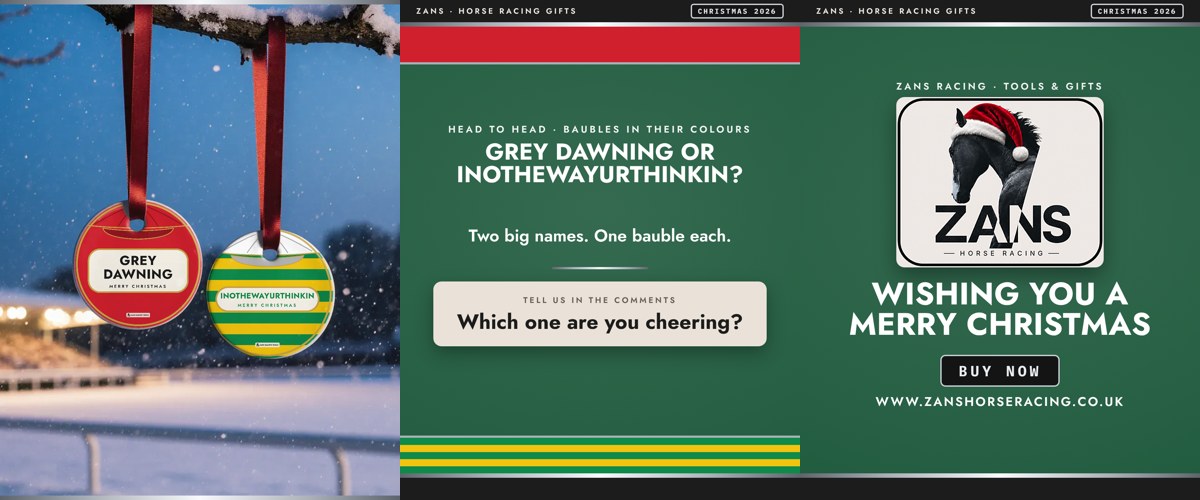 GREY
DAWNING
MERRY CHRISTMAS
INOTHEWAYURTHINKIN
MERRY CHRISTMAS
ZANS · HORSE RACING GIFTS
CHRISTMAS 2026
HEAD TO HEAD · BAUBLES IN THEIR COLOURS
GREY DAWNING OR
INOTHEWAYURTHINKIN?
Two big names. One bauble each.
TELL US IN THE COMMENTS
Which one are you cheering?
ZANS · HORSE RACING GIFTS
CHRISTMAS 2026
ZANS RACING · TOOLS & GIFTS
ZANS
HORSE RACING
WISHING YOU A
MERRY CHRISTMAS
BUY NOW
WWW.ZANSHORSERACING.CO.UK